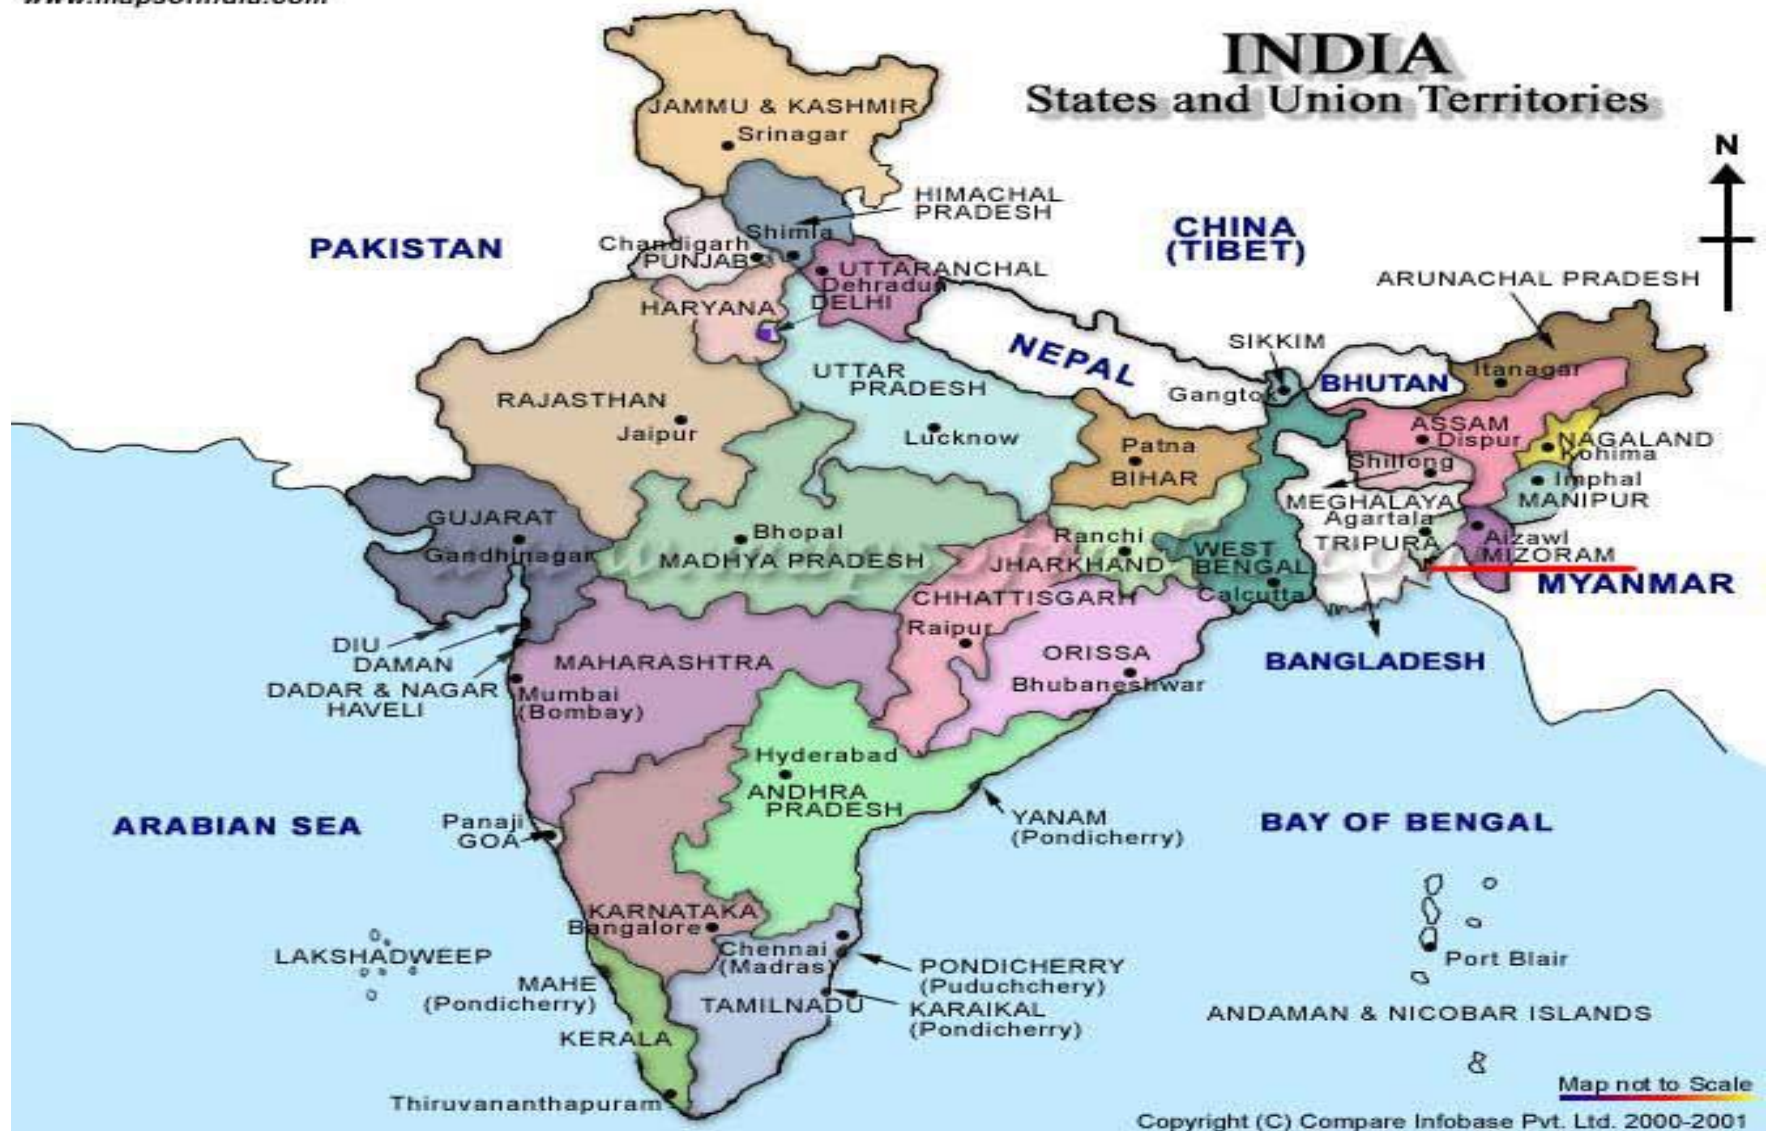 www.mapsofindia.com
INDIA
States and Union Territories
N
JAMMU & KASHMIR
Srinagar
HIMACHAL
PRADESH
CHINA
(TIBET)
PAKISTAN
Shimla
Chandigarh
PUNJAB
UTTARANCHAL
Dehradun
ARUNACHAL PRADESH
HARYANA
DELHI
SIKKIM
NEPAL
UTTAR
PRADESH
BHUTAN
Itanagar
Gangtok
RAJASTHAN
Jaipur
Lucknow
ASSAM
Dispur
NAGALAND
Kohima
Patna
BIHAR
Shillong
Imphal
MANIPUR
MEGHALAYA
GUJARAT
Gandhinagar
Bhopal
MADHYA PRADESH
Ranchi
JHARKHAND
WEST
BENGAL
Calcutta
Agartala
TRIPURA
Aizawl
MIZORAM
MYANMAR
CHHATTISGARH
Raipur
DIU
DAMAN
DADAR & NAGAR
HAVELI
MAHARASHTRA
Mumbai
(Bombay)
ORISSA
Bhubaneshwar
BANGLADESH
Hyderabad
ANDHRA
PRADESH
YANAM
(Pondicherry)
ARABIAN SEA
Panaji
GOA
BAY OF BENGAL
KARNATAKA
Bangalore
Chennai
(Madras)
LAKSHADWEEP
MAHE
(Pondicherry)
PONDICHERRY
(Puduchchery)
Port Blair
TAMILNADU
KARAIKAL
(Pondicherry)
ANDAMAN & NICOBAR ISLANDS
KERALA
Thiruvananthapuram
Map not to Scale
Copyright (C) Compare Infobase Pvt. Ltd. 2000-2001